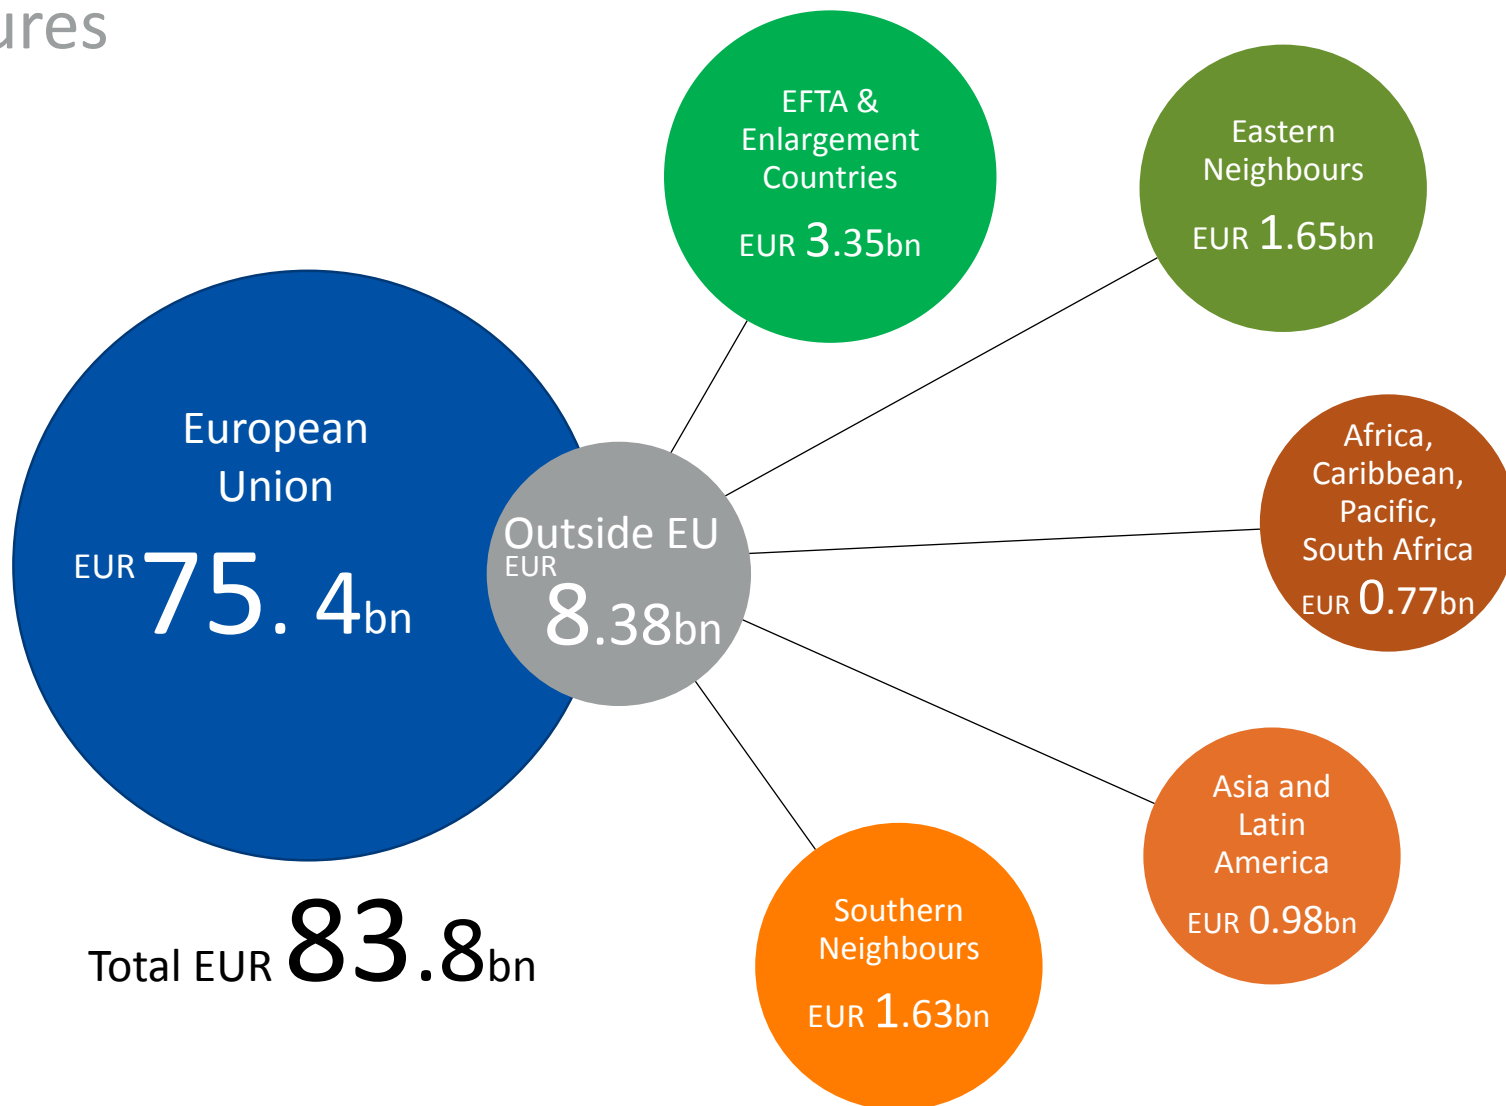 EFTA &
Enlargement
Countries
EUR 3.35bn
Eastern
Neighbours
EUR 1.65bn
European
Union
EUR 75. 4bn
Outside EU
EUR
8.38bn
Africa,
Caribbean,
Pacific,
South Africa
EUR 0.77bn
Asia and
Latin
America
EUR 0.98bn
Southern
Neighbours
EUR 1.63bn
Total EUR 83.8bn